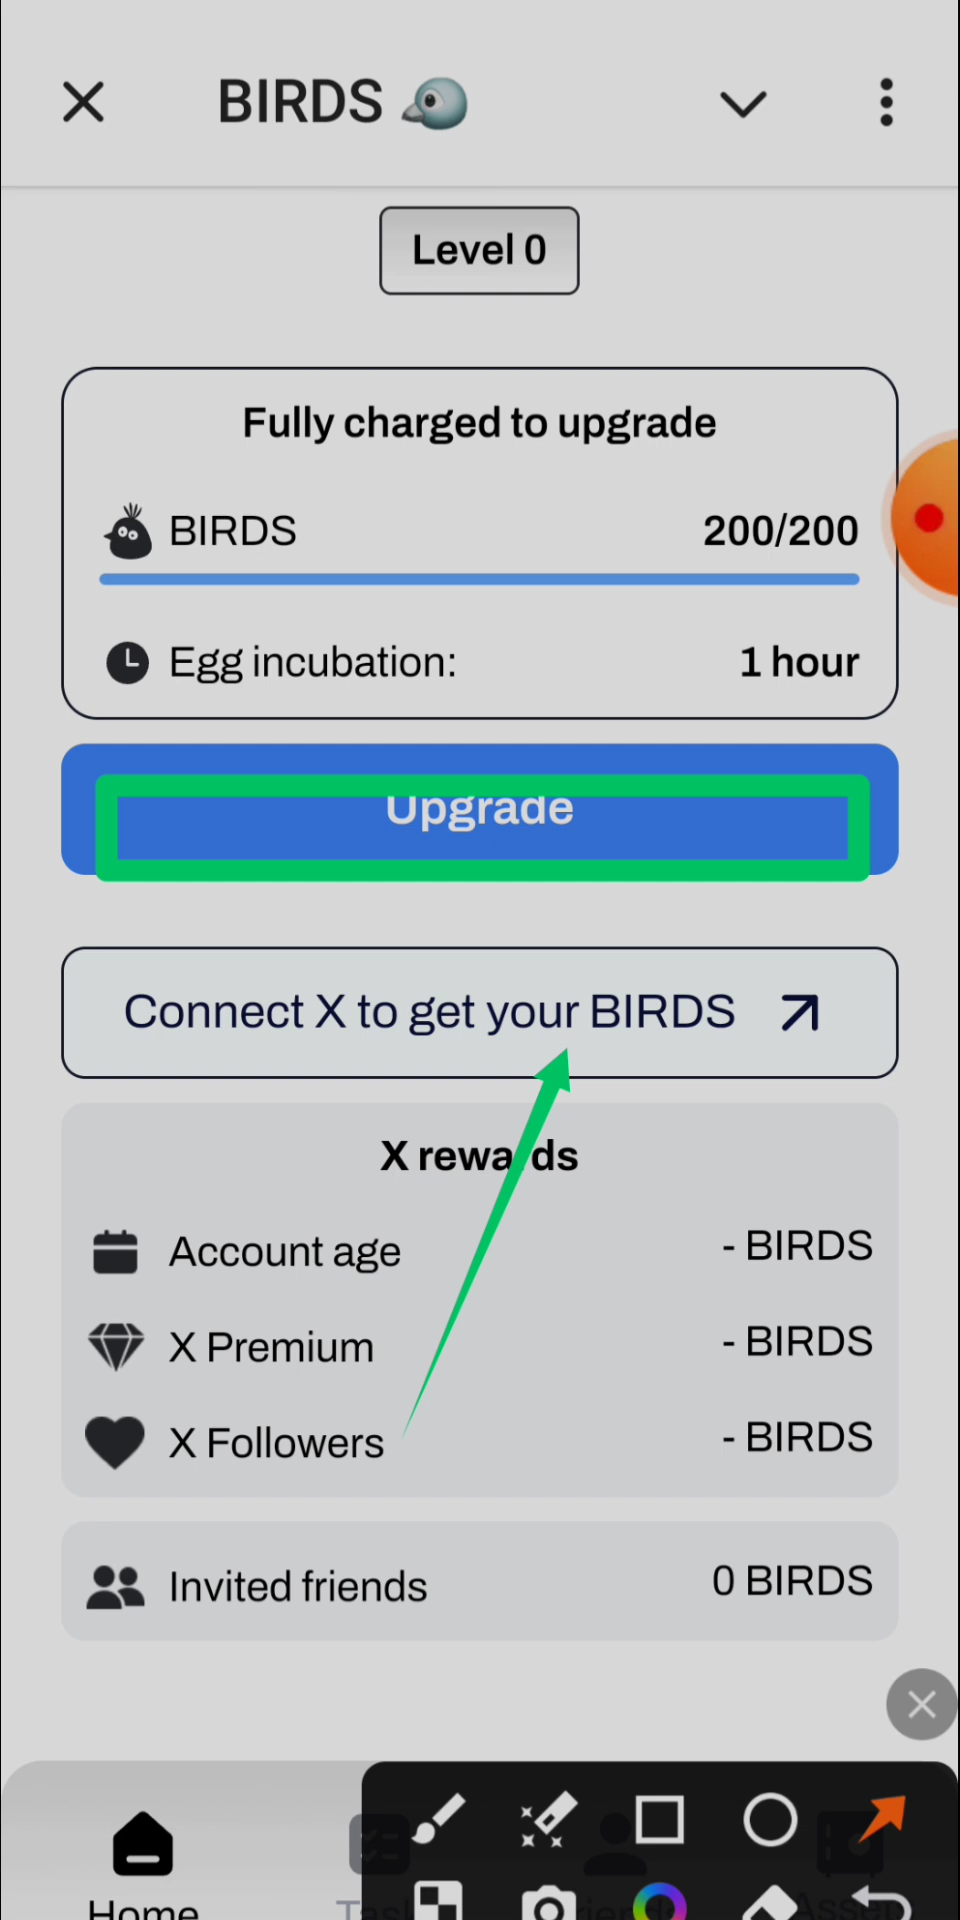 BIRDS
Level 0
Fully charged to upgrade
BIRDS 200/200
Egg incubation: 1 hour
Upgrade
Connect X to get your BIRDS
X rewards
Account age - BIRDS
X Premium - BIRDS
X Followers - BIRDS
Invited friends 0 BIRDS
Home